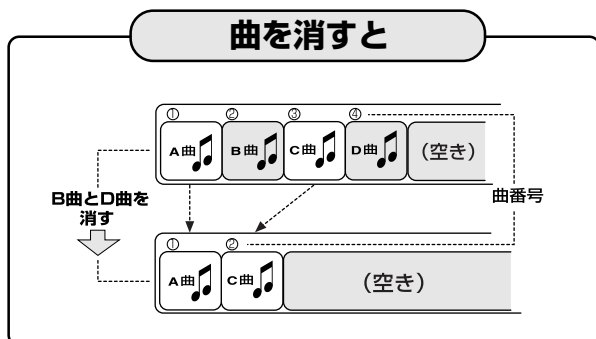 曲を消すと
① ② ③ ④
A曲 B曲 C曲 D曲 (空き)
B曲とD曲を
消す
曲番号
① ②
A曲 C曲 (空き)